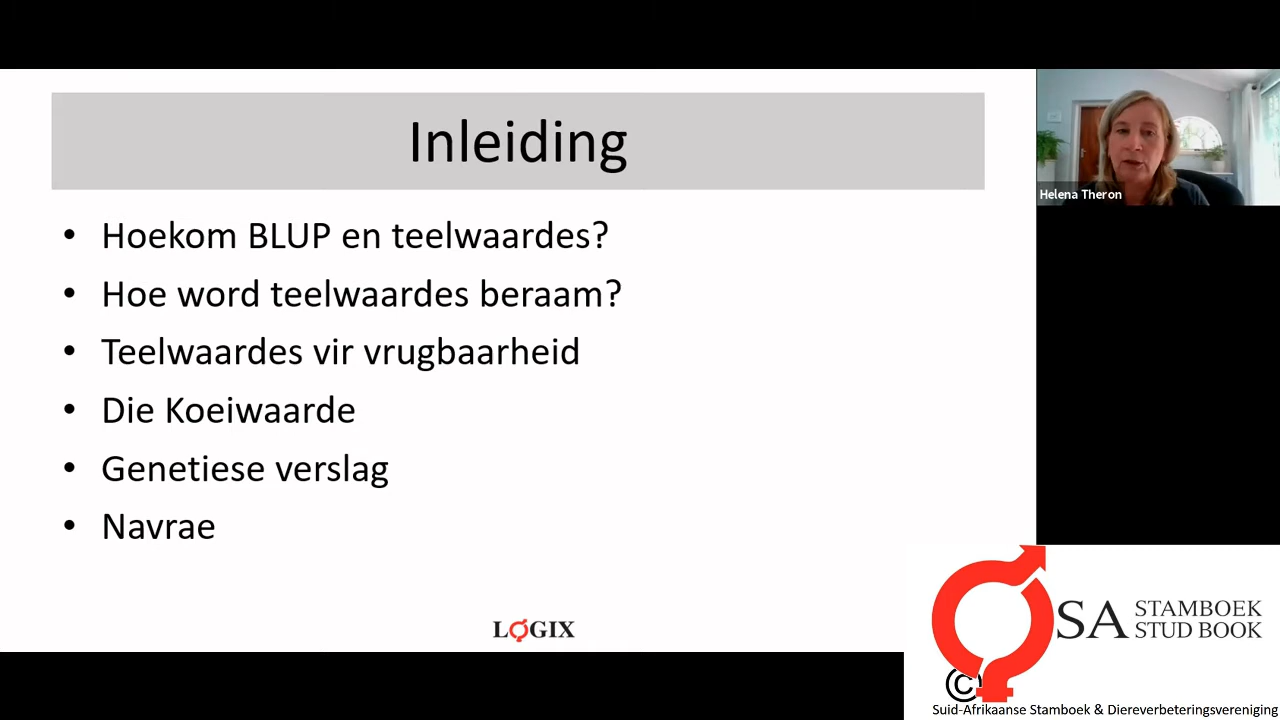 Inleiding
• Hoekom BLUP en teelwaardes?
• Hoe word teelwaardes beraam?
• Teelwaardes vir vrugbaarheid
• Die Koeiwaarde
• Genetiese verslag
• Navrae
LOGIX
Helena Theron
SA STAMBOEK
STUD BOOK
©
Suid-Afrikaanse Stamboek & Diereverbeteringsvereniging